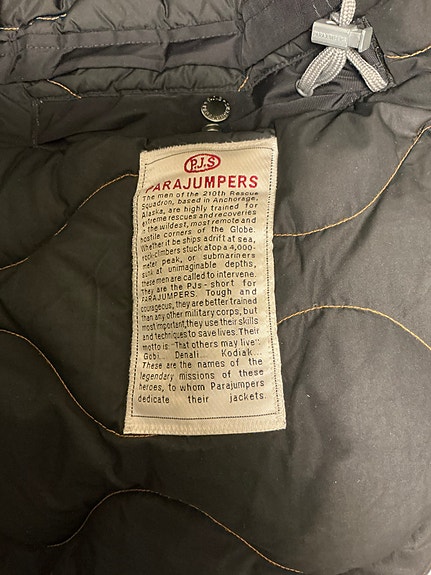 P.J.S
PARAJUMPERS
The men of the 210th Rescue
Squadron, based in Anchorage,
Alaska, are highly trained for
extreme rescues and recoveries
in the wildest, most remote and
hostile corners of the Globe.
Whether it be ships adrift at sea,
rock-climbers stuck atop a 4,000-
meter peak, or submariners
sunk at unimaginable depths,
these men are called to intervene.
They are the PJs - short for
PARAJUMPERS. Tough and
courageous, they are better trained
than any other military corps, but
most important, they use their skills
and techniques to save lives. Their
motto is "That others may live".
Gobi... Denali... Kodiak...
These are the names of the
legendary missions of these
heroes, to whom Parajumpers
dedicate their jackets.